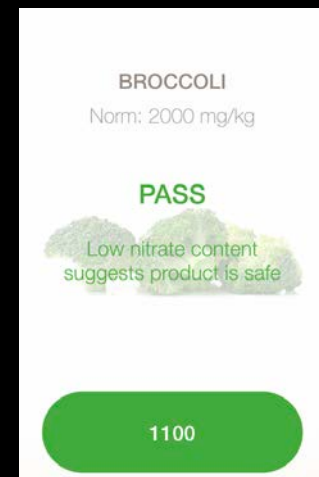 BROCCOLI
Norm: 2000 mg/kg
PASS
Low nitrate content
suggests product is safe
1100